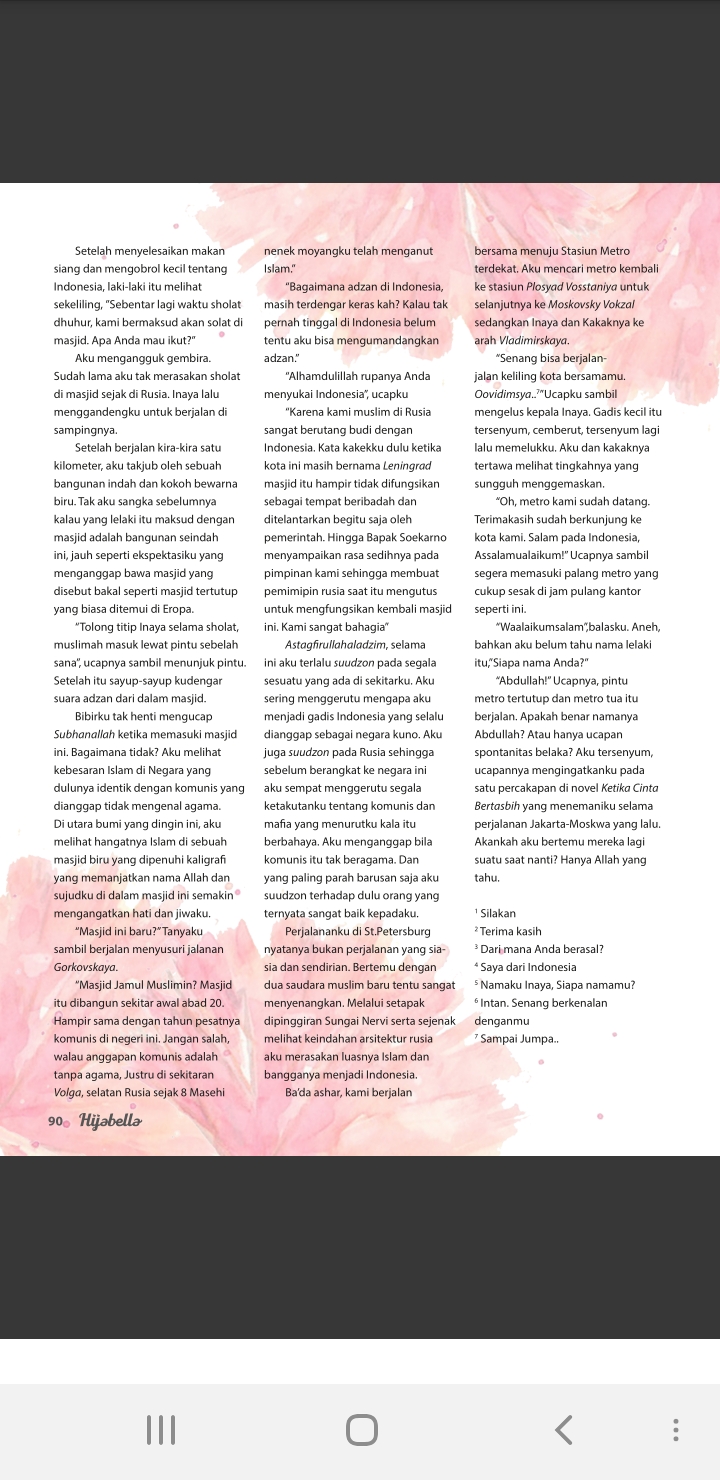 Setelah menyelesaikan makan
siang dan mengobrol kecil tentang
Indonesia, laki-laki itu melihat
sekeliling, "Sebentar lagi waktu sholat
dhuhur, kami bermaksud akan solat di
masjid. Apa Anda mau ikut?"
Aku mengangguk gembira.
Sudah lama aku tak merasakan sholat
di masjid sejak di Rusia. Inaya lalu
menggandengku untuk berjalan di
sampingnya.
Setelah berjalan kira-kira satu
kilometer, aku takjub oleh sebuah
bangunan indah dan kokoh bewarna
biru. Tak aku sangka sebelumnya
kalau yang lelaki itu maksud dengan
masjid adalah bangunan seindah
ini, jauh seperti ekspektasiku yang
menganggap bawa masjid yang
disebut bakal seperti masjid tertutup
yang biasa ditemui di Eropa.
"Tolong titip Inaya selama sholat,
muslimah masuk lewat pintu sebelah
sana", ucapnya sambil menunjuk pintu.
Setelah itu sayup-sayup kudengar
suara adzan dari dalam masjid.
Bibirku tak henti mengucap
Subhanallah ketika memasuki masjid
ini. Bagaimana tidak? Aku melihat
kebesaran Islam di Negara yang
dulunya identik dengan komunis yang
dianggap tidak mengenal agama.
Di utara bumi yang dingin ini, aku
melihat hangatnya Islam di sebuah
masjid biru yang dipenuhi kaligrafi
yang memanjatkan nama Allah dan
sujudku di dalam masjid ini semakin
mengangatkan hati dan jiwaku.
"Masjid ini baru?" Tanyaku
sambil berjalan menyusuri jalanan
Gorkovskaya.
"Masjid Jamul Muslimin? Masjid
itu dibangun sekitar awal abad 20.
Hampir sama dengan tahun pesatnya
komunis di negeri ini. Jangan salah,
walau anggapan komunis adalah
tanpa agama, Justru di sekitaran
Volga, selatan Rusia sejak 8 Masehi
nenek moyangku telah menganut
Islam."
"Bagaimana adzan di Indonesia,
masih terdengar keras kah? Kalau tak
pernah tinggal di Indonesia belum
tentu aku bisa mengumandangkan
adzan."
"Alhamdulillah rupanya Anda
menyukai Indonesia", ucapku
"Karena kami muslim di Rusia
sangat berutang budi dengan
Indonesia. Kata kakekku dulu ketika
kota ini masih bernama Leningrad
masjid itu hampir tidak difungsikan
sebagai tempat beribadah dan
ditelantarkan begitu saja oleh
pemerintah. Hingga Bapak Soekarno
menyampaikan rasa sedihnya pada
pimpinan kami sehingga membuat
pemimipin rusia saat itu mengutus
untuk mengfungsikan kembali masjid
ini. Kami sangat bahagia"
Astagfirullahaladzim, selama
ini aku terlalu suudzon pada segala
sesuatu yang ada di sekitarku. Aku
sering menggerutu mengapa aku
menjadi gadis Indonesia yang selalu
dianggap sebagai negara kuno. Aku
juga suudzon pada Rusia sehingga
sebelum berangkat ke negara ini
aku sempat menggerutu segala
ketakutanku tentang komunis dan
mafia yang menurutku kala itu
berbahaya. Aku menganggap bila
komunis itu tak beragama. Dan
yang paling parah barusan saja aku
suudzon terhadap dulu orang yang
ternyata sangat baik kepadaku.
Perjalananku di St.Petersburg
nyatanya bukan perjalanan yang sia-
sia dan sendirian. Bertemu dengan
dua saudara muslim baru tentu sangat
menyenangkan. Melalui setapak
dipinggiran Sungai Nervi serta sejenak
melihat keindahan arsitektur rusia
aku merasakan luasnya Islam dan
bangganya menjadi Indonesia.
Ba'da ashar, kami berjalan
bersama menuju Stasiun Metro
terdekat. Aku mencari metro kembali
ke stasiun Plosyad Vosstaniya untuk
selanjutnya ke Moskovsky Vokzal
sedangkan Inaya dan Kakaknya ke
arah Vladimirskaya.
"Senang bisa berjalan-
jalan keliling kota bersamamu.
Oovidimsya..⁷" Ucapku sambil
mengelus kepala Inaya. Gadis kecil itu
tersenyum, cemberut, tersenyum lagi
lalu memelukku. Aku dan kakaknya
tertawa melihat tingkahnya yang
sungguh menggemaskan.
"Oh, metro kami sudah datang.
Terimakasih sudah berkunjung ke
kota kami. Salam pada Indonesia,
Assalamualaikum!" Ucapnya sambil
segera memasuki palang metro yang
cukup sesak di jam pulang kantor
seperti ini.
"Waalaikumsalam",balasku. Aneh,
bahkan aku belum tahu nama lelaki
itu,"Siapa nama Anda?"
"Abdullah!" Ucapnya, pintu
metro tertutup dan metro tua itu
berjalan. Apakah benar namanya
Abdullah? Atau hanya ucapan
spontanitas belaka? Aku tersenyum,
ucapannya mengingatkanku pada
satu percakapan di novel Ketika Cinta
Bertasbih yang menemaniku selama
perjalanan Jakarta-Moskwa yang lalu.
Akankah aku bertemu mereka lagi
suatu saat nanti? Hanya Allah yang
tahu.
¹ Silakan
² Terima kasih
³ Dari mana Anda berasal?
⁴ Saya dari Indonesia
⁵ Namaku Inaya, Siapa namamu?
⁶ Intan. Senang berkenalan
denganmu
⁷ Sampai Jumpa..
90 Hijabella